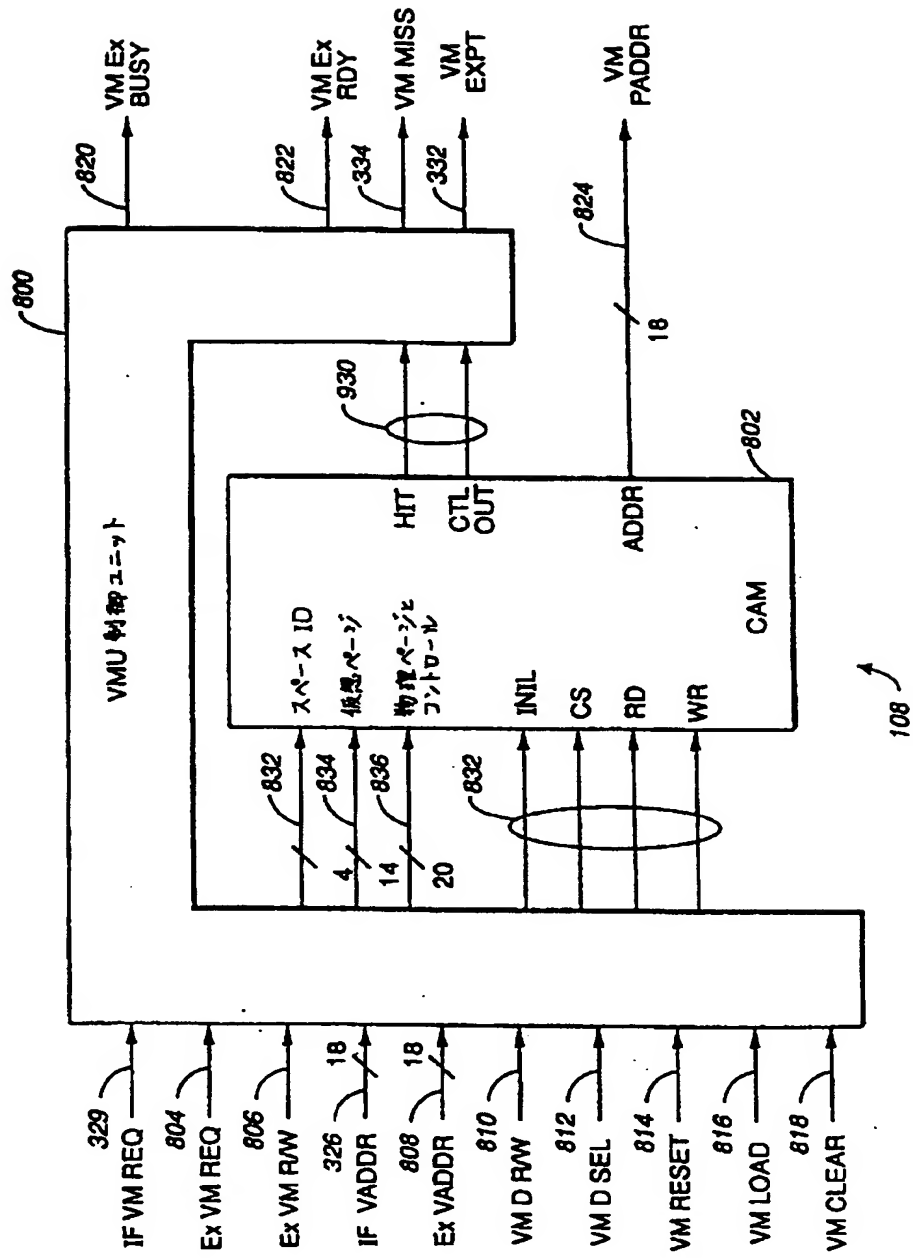 800
VMU 制御ユニット
IF VM REQ
329
Ex VM REQ
804
Ex VM R/W
806
IF VADDR
326
18
Ex VADDR
808
18
VM D R/W
810
VM D SEL
812
VM RESET
814
VM LOAD
816
VM CLEAR
818
832
4
834
14
836
20
832
スペース ID
仮想ページ
物理ページと
コントロール
INIL
CS
RD
WR
CAM
HIT
CTL
OUT
ADDR
802
930
820
VM Ex
BUSY
822
VM Ex
RDY
334
VM MISS
332
VM
EXPT
824
18
VM
PADDR
108